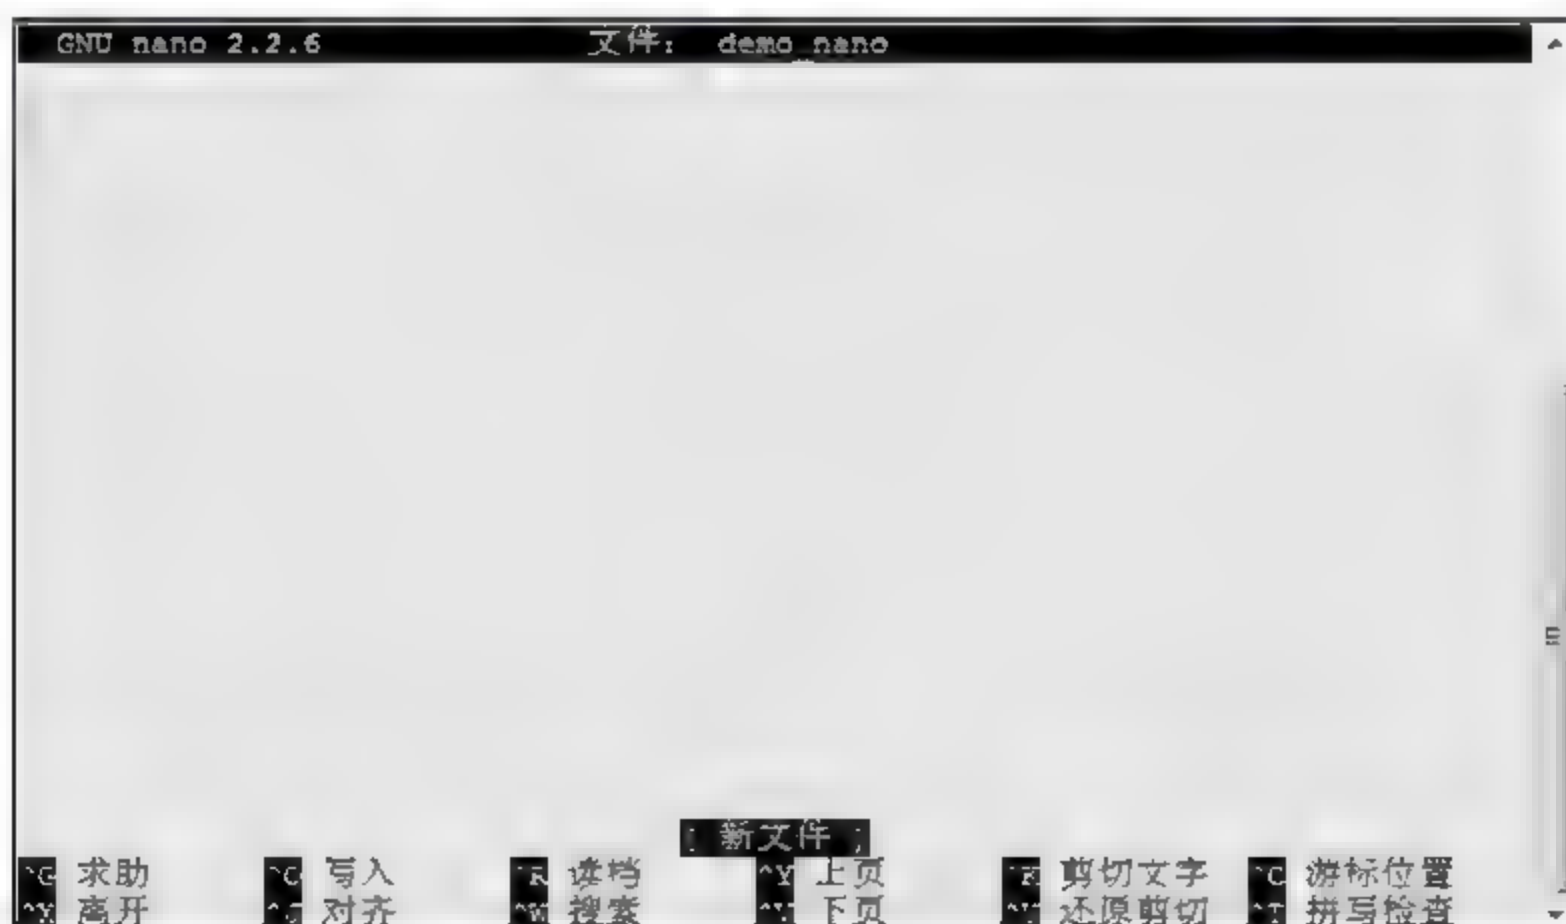 GNU nano 2.2.6 文件： demo_nano
[ 新文件 ]
^G 求助 ^O 写入 ^R 读档 ^Y 上页 ^K 剪切文字 ^C 游标位置
^X 离开 ^J 对齐 ^W 搜索 ^V 下页 ^U 还原剪切 ^T 拼写检查